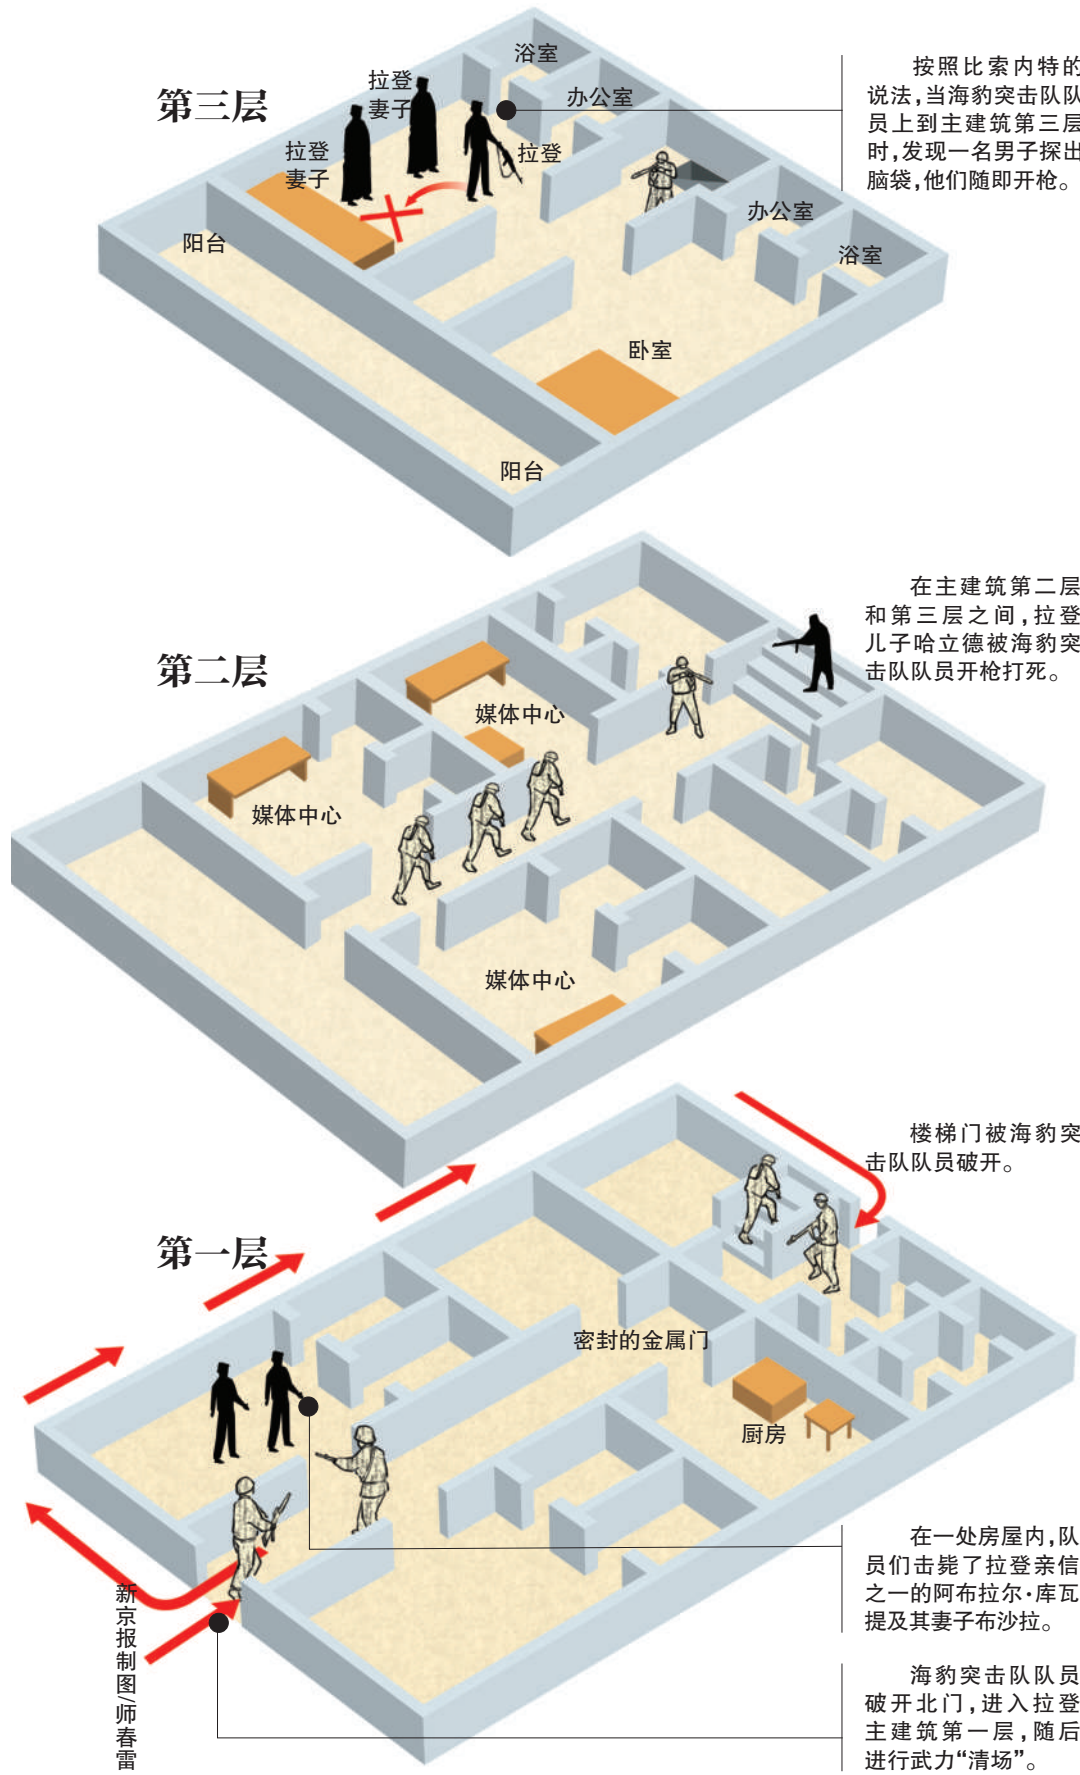 第三层
浴室
拉登
妻子
办公室
拉登
妻子
拉登
办公室
阳台
浴室
卧室
阳台
按照比索内特的
说法,当海豹突击队队
员上到主建筑第三层
时,发现一名男子探出
脑袋,他们随即开枪。
第二层
媒体中心
媒体中心
媒体中心
在主建筑第二层
和第三层之间,拉登
儿子哈立德被海豹突
击队队员开枪打死。
第一层
楼梯门被海豹突
击队队员破开。
密封的金属门
厨房
在一处房屋内,队
员们击毙了拉登亲信
之一的阿布拉尔·库瓦
提及其妻子布沙拉。
海豹突击队队员
破开北门,进入拉登
主建筑第一层,随后
进行武力“清场”。
新京报制图/师春雷